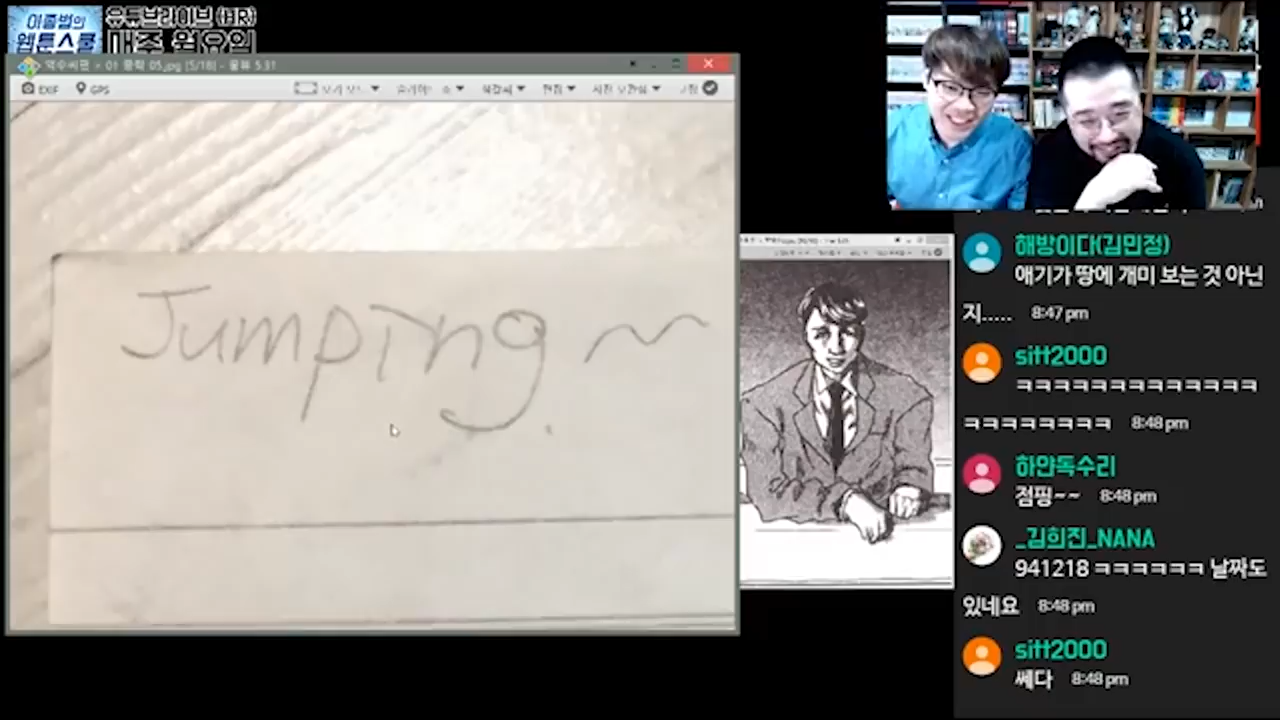 이종범의
웹툰스쿨
유튜브라이브 (HR)
매주 월요일
EXIF
GPS
Jumping ~
해방이다(김민정)
애기가 땅에 개미 보는 것 아닌
지..... 8:47 pm
sitt2000
ㅋㅋㅋㅋㅋㅋㅋㅋㅋㅋㅋㅋㅋ
ㅋㅋㅋㅋㅋㅋㅋㅋ 8:48 pm
하얀독수리
점핑~~ 8:48 pm
_김희진_NANA
941218 ㅋㅋㅋㅋㅋㅋ 날짜도
있네요 8:48 pm
sitt2000
쎄다 8:48 pm